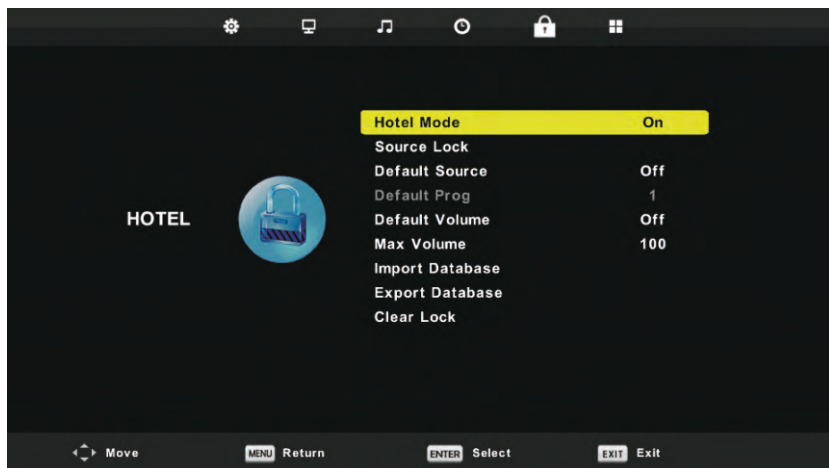 Hotel Mode On
Source Lock
Default Source Off
Default Prog 1
HOTEL
Default Volume Off
Max Volume 100
Import Database
Export Database
Clear Lock
Move MENU Return ENTER Select EXIT Exit